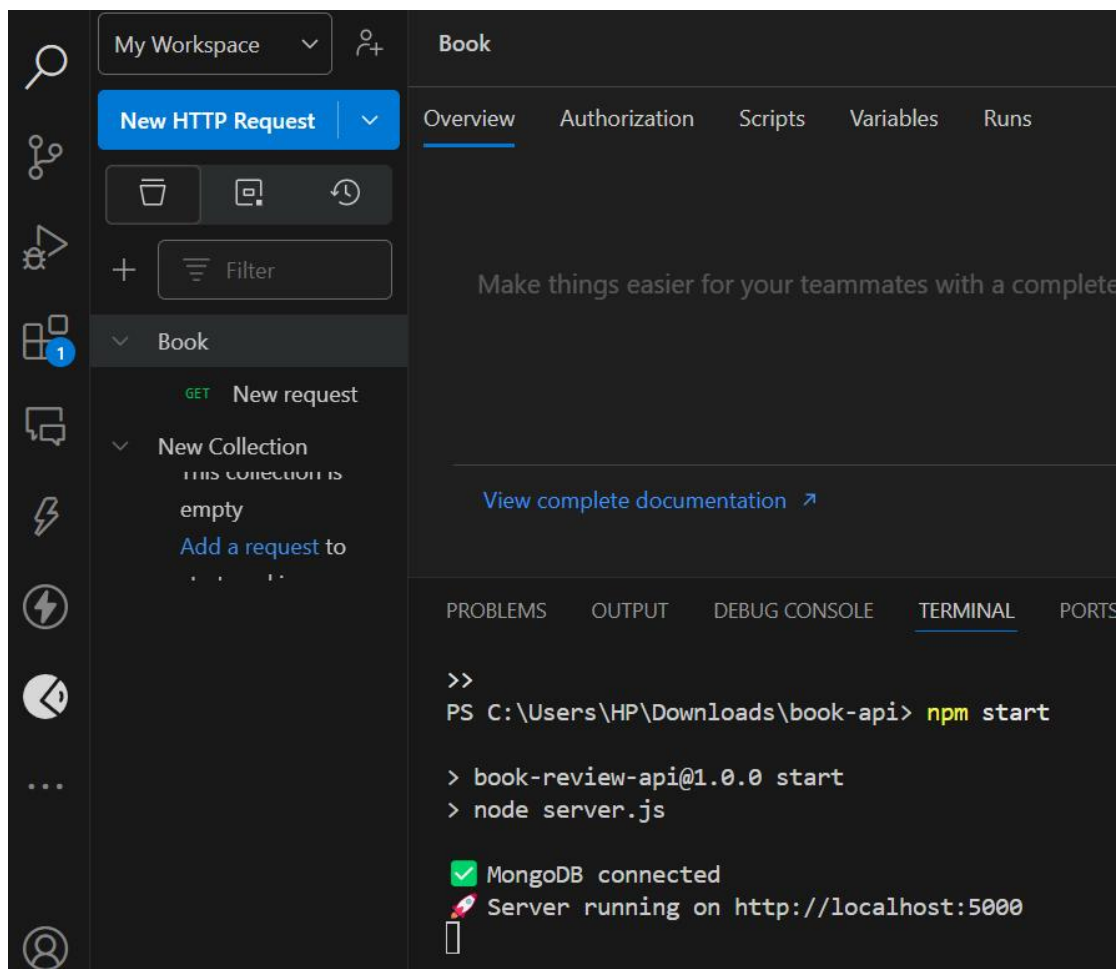 My Workspace
New HTTP Request
Filter
Book
GET New request
New Collection
This collection is
empty
Add a request to
1
Book
Overview Authorization Scripts Variables Runs
Make things easier for your teammates with a complete
View complete documentation ↗
PROBLEMS OUTPUT DEBUG CONSOLE TERMINAL PORTS
>>
PS C:\Users\HP\Downloads\book-api> npm start
> book-review-api@1.0.0 start
> node server.js
✅ MongoDB connected
🚀 Server running on http://localhost:5000